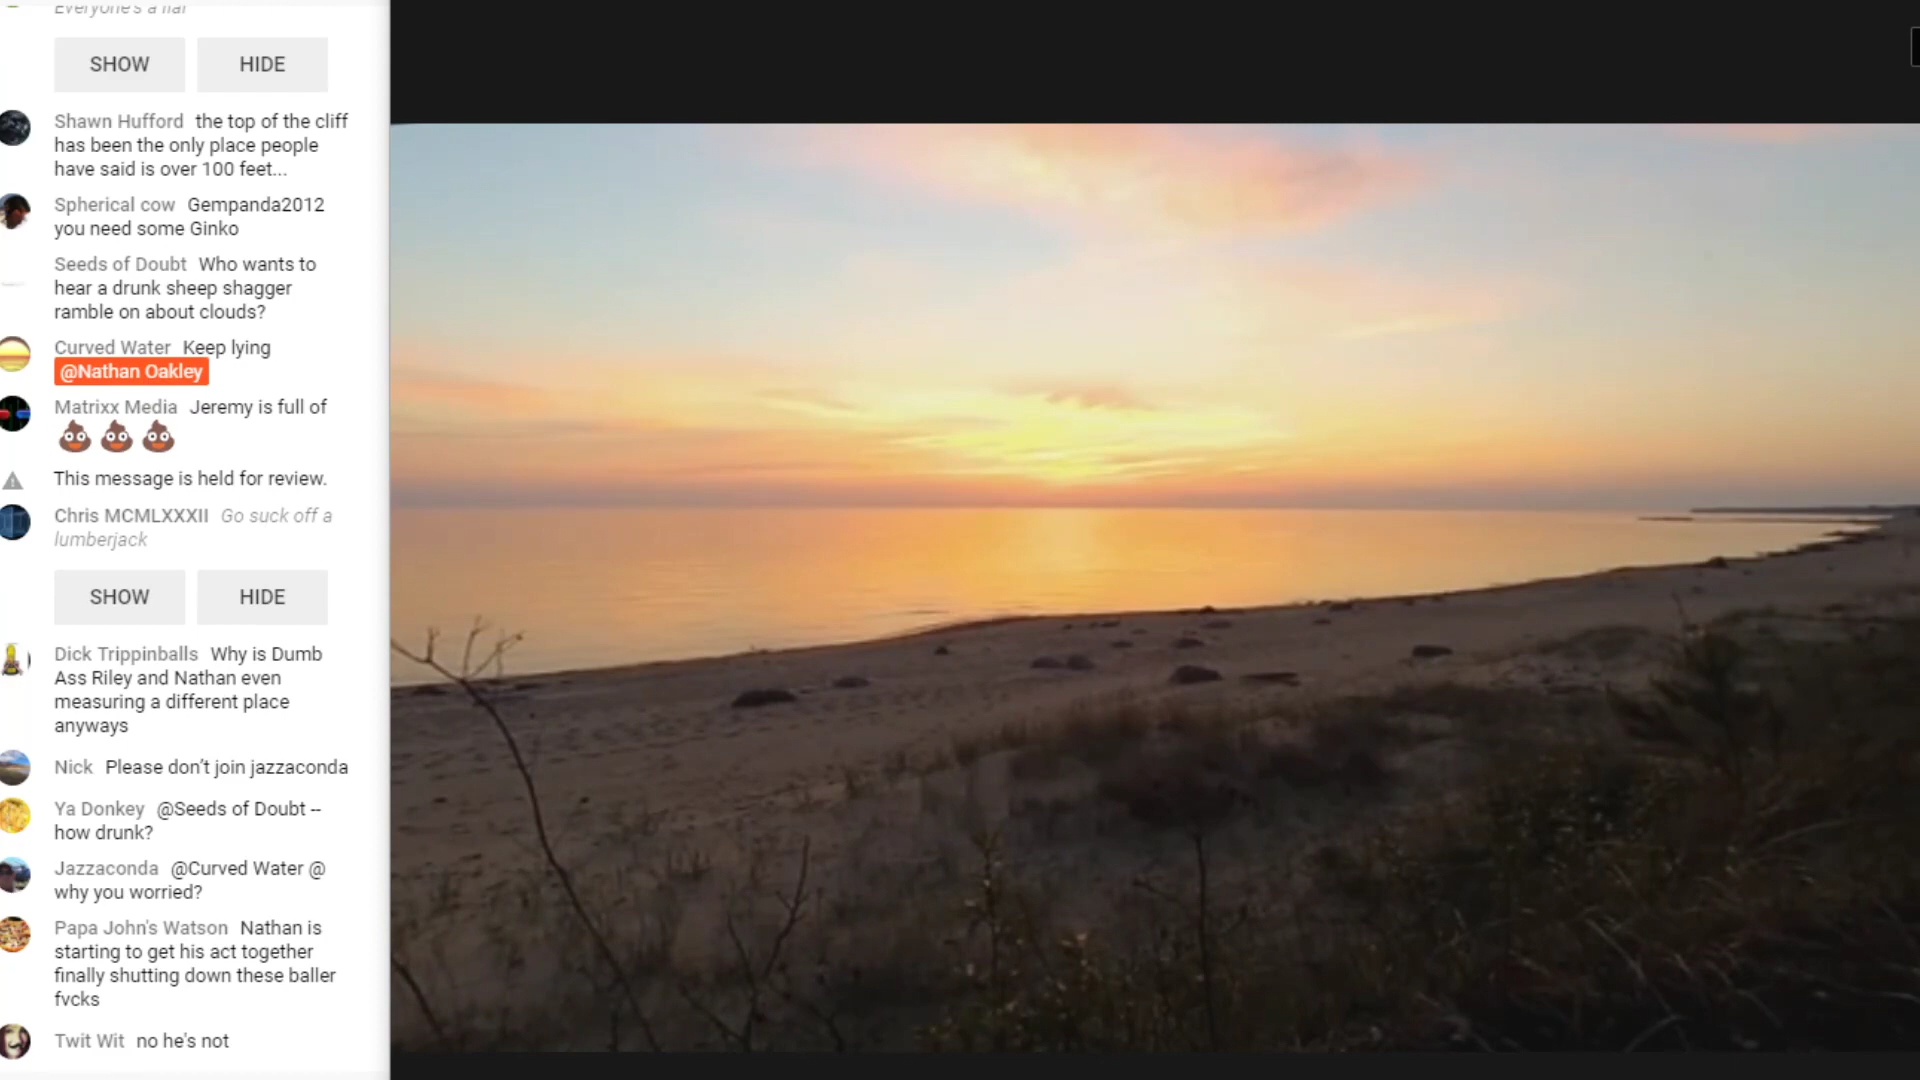 Everyone's a liar
SHOW HIDE
Shawn Hufford the top of the cliff
has been the only place people
have said is over 100 feet...
Spherical cow Gempanda2012
you need some Ginko
Seeds of Doubt Who wants to
hear a drunk sheep shagger
ramble on about clouds?
Curved Water Keep lying
@Nathan Oakley
Matrixx Media Jeremy is full of
This message is held for review.
Chris MCMLXXXII Go suck off a
lumberjack
SHOW HIDE
Dick Trippinballs Why is Dumb
Ass Riley and Nathan even
measuring a different place
anyways
Nick Please don't join jazzaconda
Ya Donkey @Seeds of Doubt --
how drunk?
Jazzaconda @Curved Water @
why you worried?
Papa John's Watson Nathan is
starting to get his act together
finally shutting down these baller
fvcks
Twit Wit no he's not